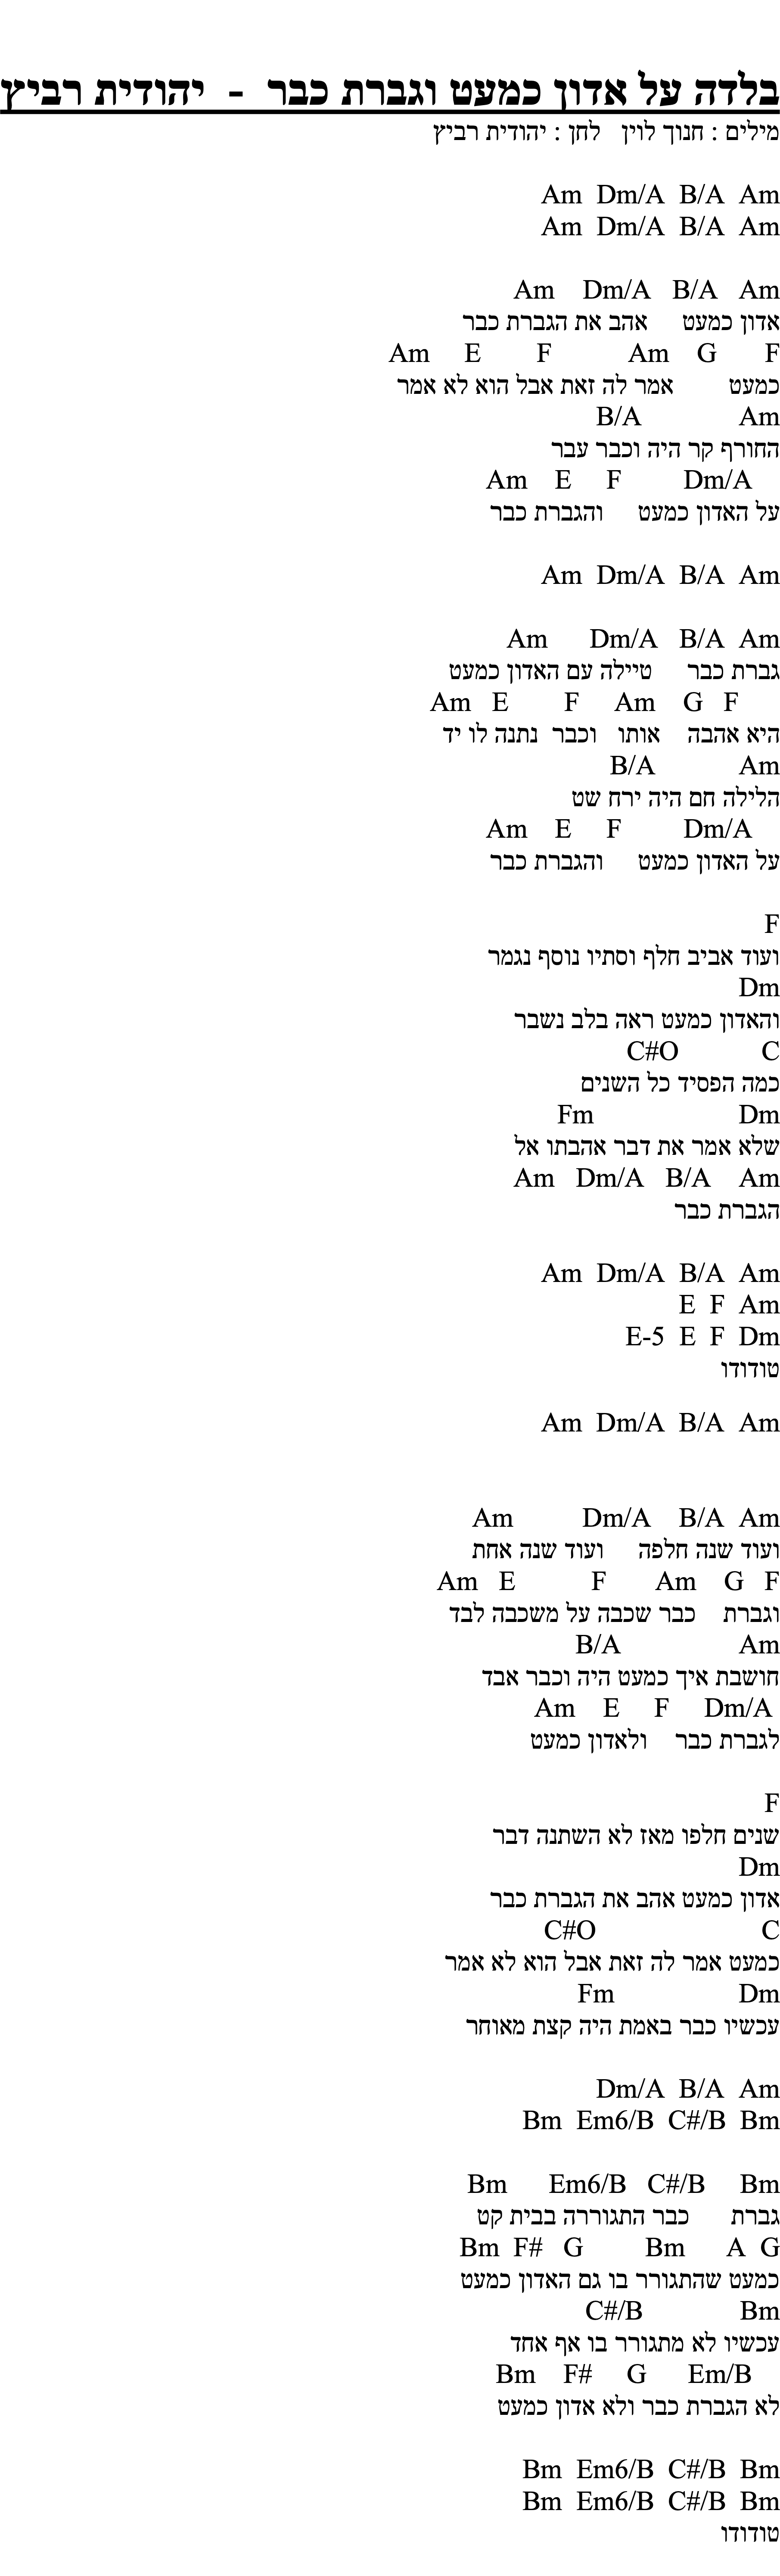 בלדה על אדון כמעט וגברת כבר - יהודית רביץ
מילים : חנוך לוין לחן : יהודית רביץ
Am Dm/A B/A Am
Am Dm/A B/A Am
Am Dm/A B/A Am
אדון כמעט אהב את הגברת כבר
Am E F Am G F
כמעט אמר לה זאת אבל הוא לא אמר
B/A Am
החורף קר היה וכבר עבר
Am E F Dm/A
על האדון כמעט והגברת כבר
Am Dm/A B/A Am
Am Dm/A B/A Am
גברת כבר טיילה עם האדון כמעט
Am E F Am G F
היא אהבה אותו וכבר נתנה לו יד
B/A Am
הלילה חם היה ירח שט
Am E F Dm/A
על האדון כמעט והגברת כבר
F
ועוד אביב חלף וסתיו נוסף נגמר
Dm
והאדון כמעט ראה בלב נשבר
C#O C
כמה הפסיד כל השנים
Fm Dm
שלא אמר את דבר אהבתו אל
Am Dm/A B/A Am
הגברת כבר
Am Dm/A B/A Am
E F Am
E-5 E F Dm
טודודו
Am Dm/A B/A Am
Am Dm/A B/A Am
ועוד שנה חלפה ועוד שנה אחת
Am E F Am G F
וגברת כבר שכבה על משכבה לבד
B/A Am
חושבת איך כמעט היה וכבר אבד
Am E F Dm/A
לגברת כבר ולאדון כמעט
F
שנים חלפו מאז לא השתנה דבר
Dm
אדון כמעט אהב את הגברת כבר
C#O C
כמעט אמר לה זאת אבל הוא לא אמר
Fm Dm
עכשיו כבר באמת היה קצת מאוחר
Dm/A B/A Am
Bm Em6/B C#/B Bm
Bm Em6/B C#/B Bm
גברת כבר התגוררה בבית קט
Bm F# G Bm A G
כמעט שהתגורר בו גם האדון כמעט
C#/B Bm
עכשיו לא מתגורר בו אף אחד
Bm F# G Em/B
לא הגברת כבר ולא אדון כמעט
Bm Em6/B C#/B Bm
Bm Em6/B C#/B Bm
טודודו